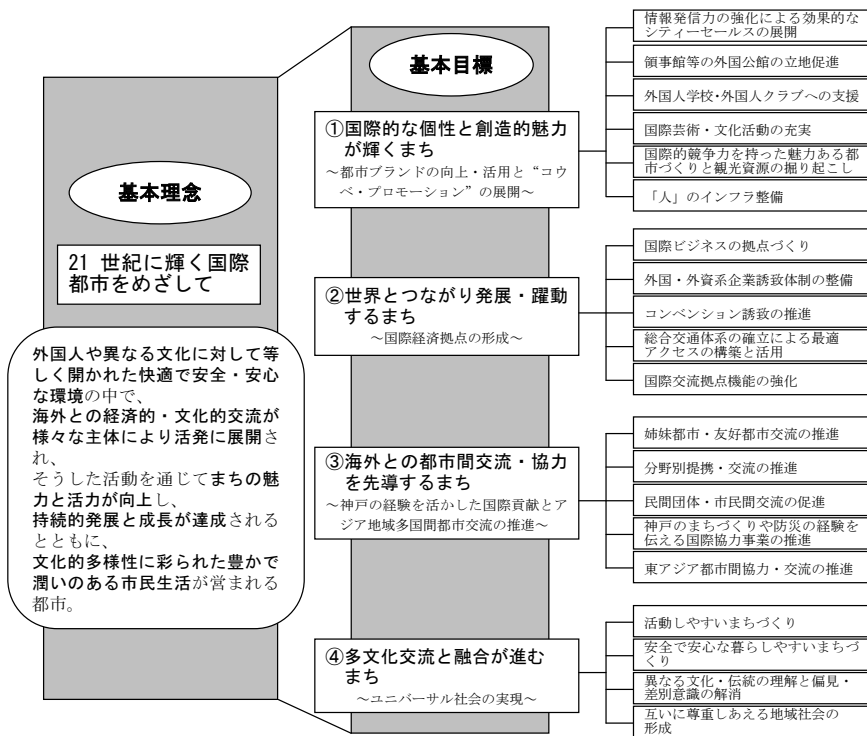 基本理念
21 世紀に輝く国際
都市をめざして
外国人や異なる文化に対して等
しく開かれた快適で安全・安心
な環境の中で、
海外との経済的・文化的交流が
様々な主体により活発に展開さ
れ、
そうした活動を通じてまちの魅
力と活力が向上し、
持続的発展と成長が達成される
とともに、
文化的多様性に彩られた豊かで
潤いのある市民生活が営まれる
都市。
基本目標
①国際的な個性と創造的魅力
が輝くまち
～都市ブランドの向上・活用と“コウ
ベ・プロモーション”の展開～
情報発信力の強化による効果的な
シティーセールスの展開
領事館等の外国公館の立地促進
外国人学校・外国人クラブへの支援
国際芸術・文化活動の充実
国際的競争力を持った魅力ある都
市づくりと観光資源の掘り起こし
「人」のインフラ整備
②世界とつながり発展・躍動
するまち
～国際経済拠点の形成～
国際ビジネスの拠点づくり
外国・外資系企業誘致体制の整備
コンベンション誘致の推進
総合交通体系の確立による最適
アクセスの構築と活用
国際交流拠点機能の強化
③海外との都市間交流・協力
を先導するまち
～神戸の経験を活かした国際貢献とア
ジア地域多国間都市交流の推進～
姉妹都市・友好都市交流の推進
分野別提携・交流の推進
民間団体・市民間交流の促進
神戸のまちづくりや防災の経験を
伝える国際協力事業の推進
東アジア都市間協力・交流の推進
④多文化交流と融合が進む
まち
～ユニバーサル社会の実現～
活動しやすいまちづくり
安全で安心な暮らしやすいまちづ
くり
異なる文化・伝統の理解と偏見・
差別意識の解消
互いに尊重しあえる地域社会の
形成